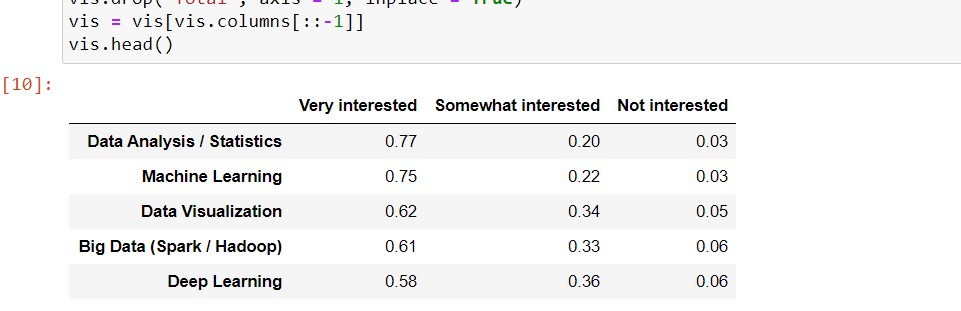 vis.drop('Total', axis = 1, inplace = True)
vis = vis[vis.columns[::-1]]
vis.head()
[10]:
Very interested Somewhat interested Not interested
Data Analysis / Statistics 0.77 0.20 0.03
Machine Learning 0.75 0.22 0.03
Data Visualization 0.62 0.34 0.05
Big Data (Spark / Hadoop) 0.61 0.33 0.06
Deep Learning 0.58 0.36 0.06